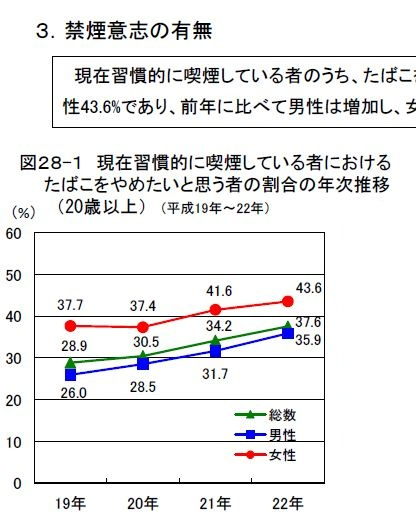 ３．禁煙意志の有無
現在習慣的に喫煙している者のうち、たばこ
性43.6%であり、前年に比べて男性は増加し、女
図２８-１ 現在習慣的に喫煙している者における
たばこをやめたいと思う者の割合の年次推移
（20歳以上）（平成19年～22年）
(%)
60
50
40
30
20
10
0
37.7
37.4
41.6
43.6
28.9
30.5
34.2
37.6
26.0
28.5
31.7
35.9
総数
男性
女性
19年 20年 21年 22年